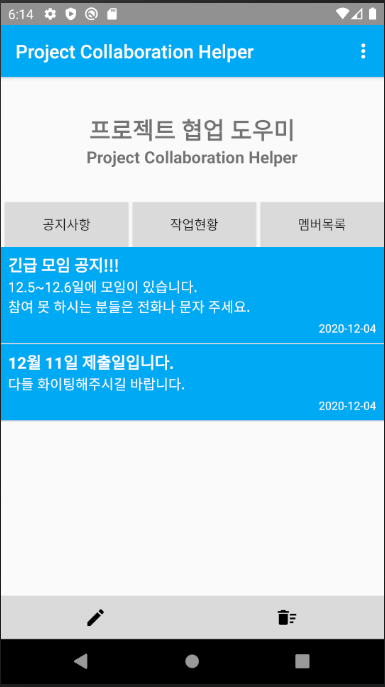 6:14
Project Collaboration Helper
프로젝트 협업 도우미
Project Collaboration Helper
공지사항
작업현황
멤버목록
긴급 모임 공지!!!
12.5~12.6일에 모임이 있습니다.
참여 못 하시는 분들은 전화나 문자 주세요.
2020-12-04
12월 11일 제출일입니다.
다들 화이팅해주시길 바랍니다.
2020-12-04